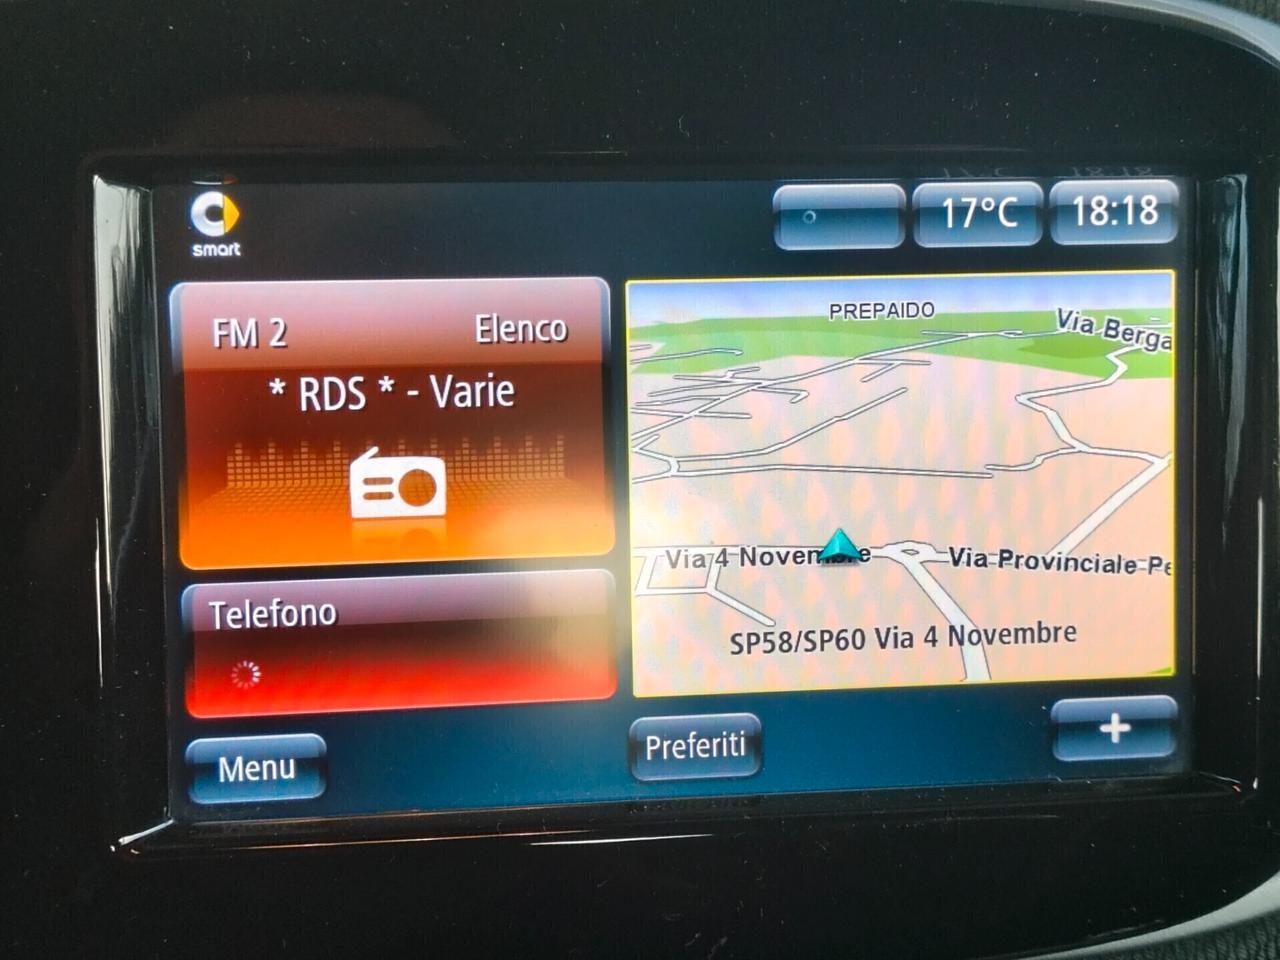 smart
17°C
18:18
FM 2
Elenco
* RDS * - Varie
Telefono
Menu
PREPAIDO
Via Berga
Via 4 Novembre
Via Provinciale Pe
SP58/SP60 Via 4 Novembre
Preferiti
+